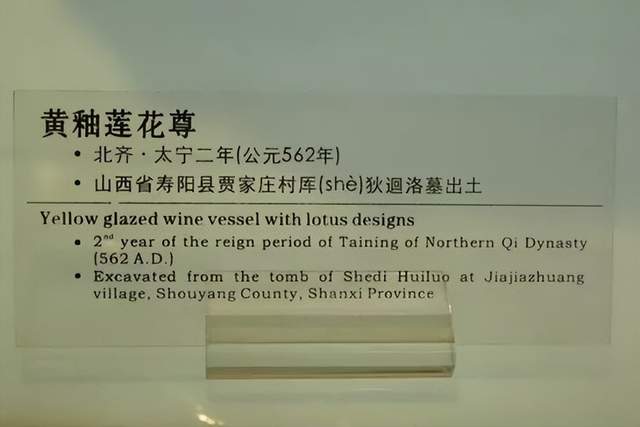 黄釉莲花尊
• 北齐·太宁二年(公元562年)
• 山西省寿阳县贾家庄村厍(shè)狄迴洛墓出土
Yellow glazed wine vessel with lotus designs
• 2nd year of the reign period of Taining of Northern Qi Dynasty
(562 A.D.)
• Excavated from the tomb of Shedi Huiluo at Jiajiazhuang
village, Shouyang County, Shanxi Province